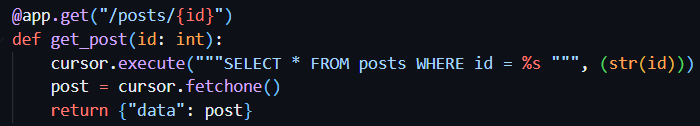 @app.get("/posts/{id}")
def get_post(id: int):
    cursor.execute("""SELECT * FROM posts WHERE id = %s """, (str(id)))
    post = cursor.fetchone()
    return {"data": post}